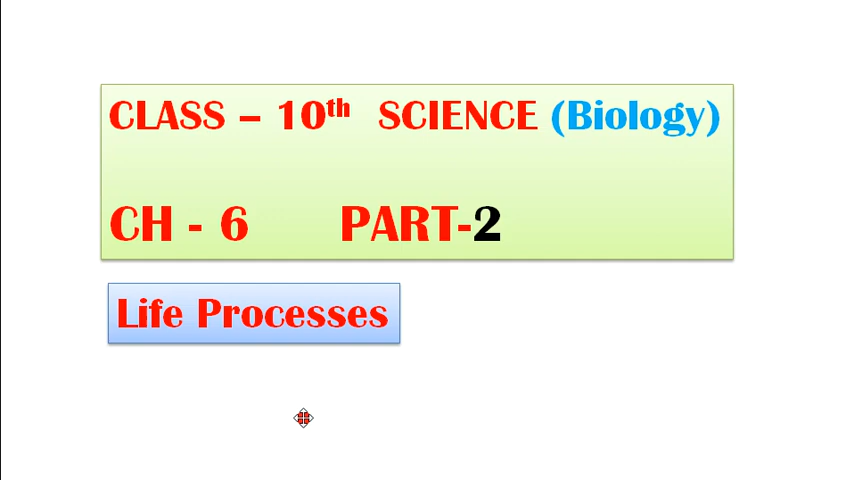 CLASS – 10th SCIENCE (Biology)
CH - 6 PART-2
Life Processes